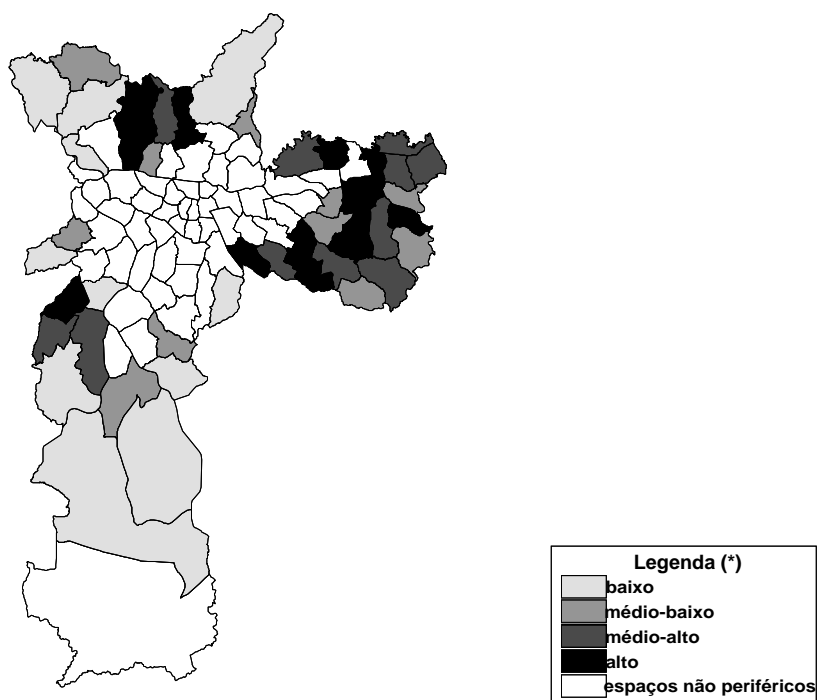 Legenda (*)
baixo
médio-baixo
médio-alto
alto
espaços não periféricos